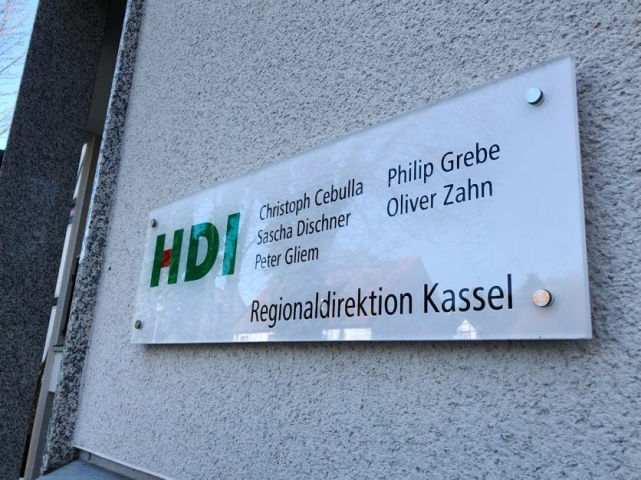 HDI
Christoph Cebulla
Sascha Dischner
Peter Gliem
Philip Grebe
Oliver Zahn
Regionaldirektion Kassel